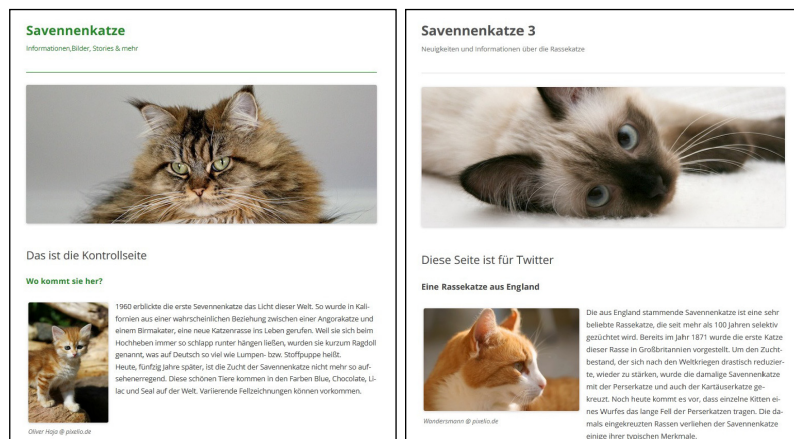 Savennenkatze
Informationen,Bilder, Stories & mehr
Das ist die Kontrollseite
Wo kommt sie her?
1960 erblickte die erste Sevennenkatze das Licht dieser Welt. So wurde in Kali-
fornien aus einer wahrscheinlichen Beziehung zwischen einer Angorakatze und
einem Birmakater, eine neue Katzenrasse ins Leben gerufen. Weil sie sich beim
Hochheben immer so schlapp runter hängen ließen, wurden sie kurzum Ragdoll
genannt, was auf Deutsch so viel wie Lumpen- bzw. Stoffpuppe heißt.
Heute, fünfzig Jahre später, ist die Zucht der Savennenkatze nicht mehr so auf-
sehenerregend. Diese schönen Tiere kommen in den Farben Blue, Chocolate, Li-
lac und Seal auf der Welt. Variierende Fellzeichnungen können vorkommen.
Oliver Haja @ pixelio.de
Savennenkatze 3
Neuigkeiten und Informationen über die Rassekatze
Diese Seite ist für Twitter
Eine Rassekatze aus England
Die aus England stammende Savennenkatze ist eine sehr
beliebte Rassekatze, die seit mehr als 100 Jahren selektiv
gezüchtet wird. Bereits im Jahr 1871 wurde die erste Katze
dieser Rasse in Großbritannien vorgestellt. Um den Zucht-
bestand, der sich nach den Weltkriegen drastisch reduzier-
te, wieder zu stärken, wurde die damalige Savennenkatze
mit der Perserkatze und auch der Kartäuserkatze ge-
kreuzt. Noch heute kommt es vor, dass einzelne Kitten ei-
nes Wurfes das lange Fell der Perserkatzen tragen. Die da-
mals eingekreuzten Rassen verliehen der Savennenkatze
einige ihrer typischen Merkmale.
Wandersmann @ pixelio.de